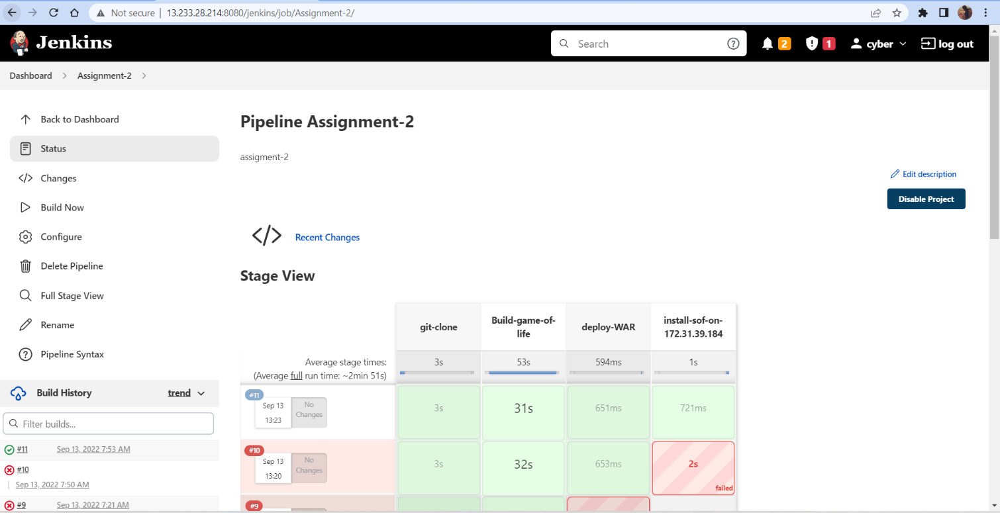 Not secure
13.233.28.214:8080/jenkins/job/Assignment-2/
Jenkins
Search
2
1
cyber
log out
Dashboard
Assignment-2
Back to Dashboard
Status
Changes
Build Now
Configure
Delete Pipeline
Full Stage View
Rename
Pipeline Syntax
Build History
trend
Filter builds...
#11 Sep 13, 2022 7:53 AM
#10
Sep 13, 2022 7:50 AM
#9 Sep 13, 2022 7:21 AM
Pipeline Assignment-2
assigment-2
Edit description
Disable Project
Recent Changes
Stage View
git-clone
Build-game-of-
life
deploy-WAR
install-sof-on-
172.31.39.184
Average stage times:
(Average full run time: ~2min 51s)
3s
53s
594ms
1s
#11
Sep 13
13:23
No
Changes
3s
31s
651ms
721ms
#10
Sep 13
13:20
No
Changes
3s
32s
653ms
2s
failed
#9